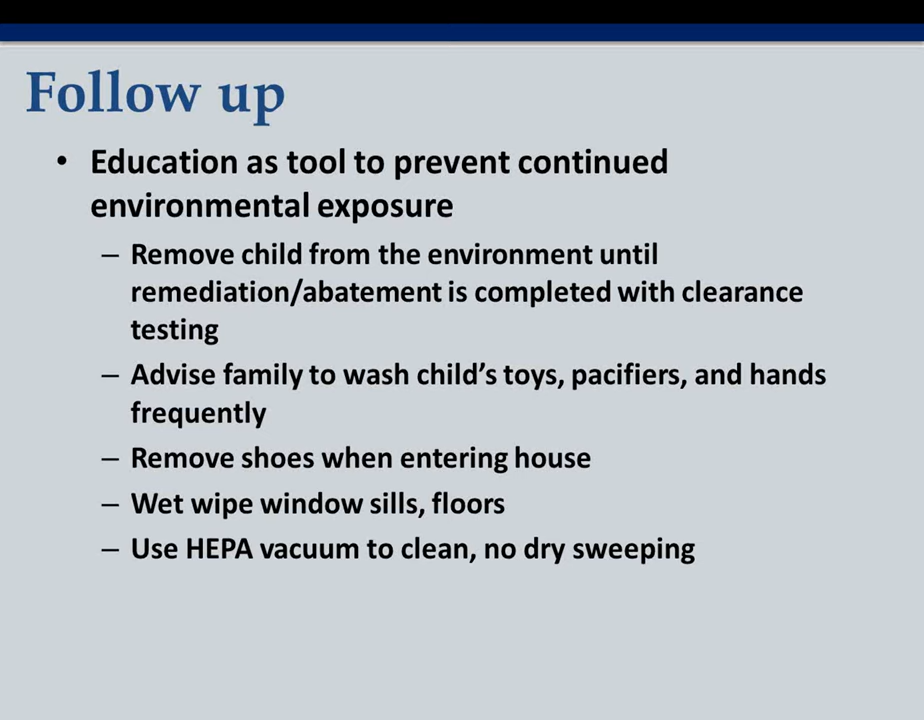 Follow up
• Education as tool to prevent continued
environmental exposure
– Remove child from the environment until
remediation/abatement is completed with clearance
testing
– Advise family to wash child's toys, pacifiers, and hands
frequently
– Remove shoes when entering house
– Wet wipe window sills, floors
– Use HEPA vacuum to clean, no dry sweeping